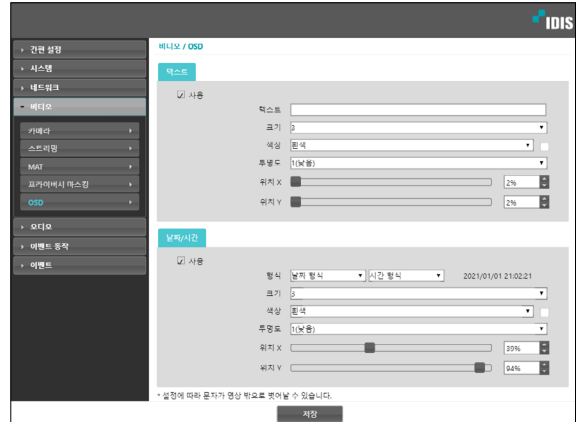 IDIS
간편 설정
시스템
네트워크
비디오
카메라
스트리밍
MAT
프라이버시 마스킹
OSD
오디오
이벤트 동작
이벤트
비디오 / OSD
텍스트
사용
텍스트
크기 3
색상 흰색
투명도 1(낮음)
위치 X 2%
위치 Y 2%
날짜/시간
사용
형식 날짜 형식 시간 형식 2021/01/01 21:02:21
크기 3
색상 흰색
투명도 1(낮음)
위치 X 39%
위치 Y 94%
* 설정에 따라 문자가 영상 밖으로 벗어날 수 있습니다.
저장